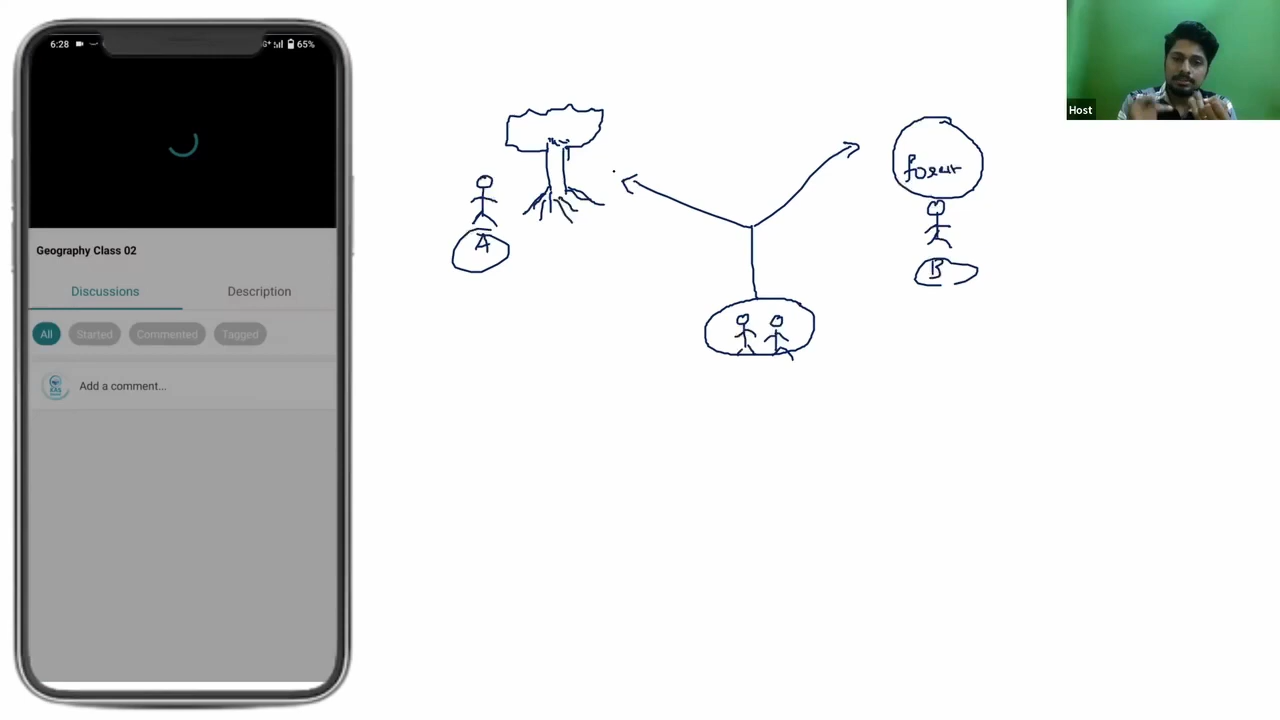 6:28
65%
Geography Class 02
Discussions Description
All Started Commented Tagged
Add a comment...
A
forest
B
Host